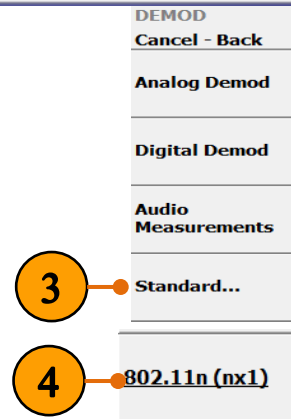 DEMOD
Cancel - Back
Analog Demod
Digital Demod
Audio
Measurements
3
Standard...
4
802.11n (nx1)